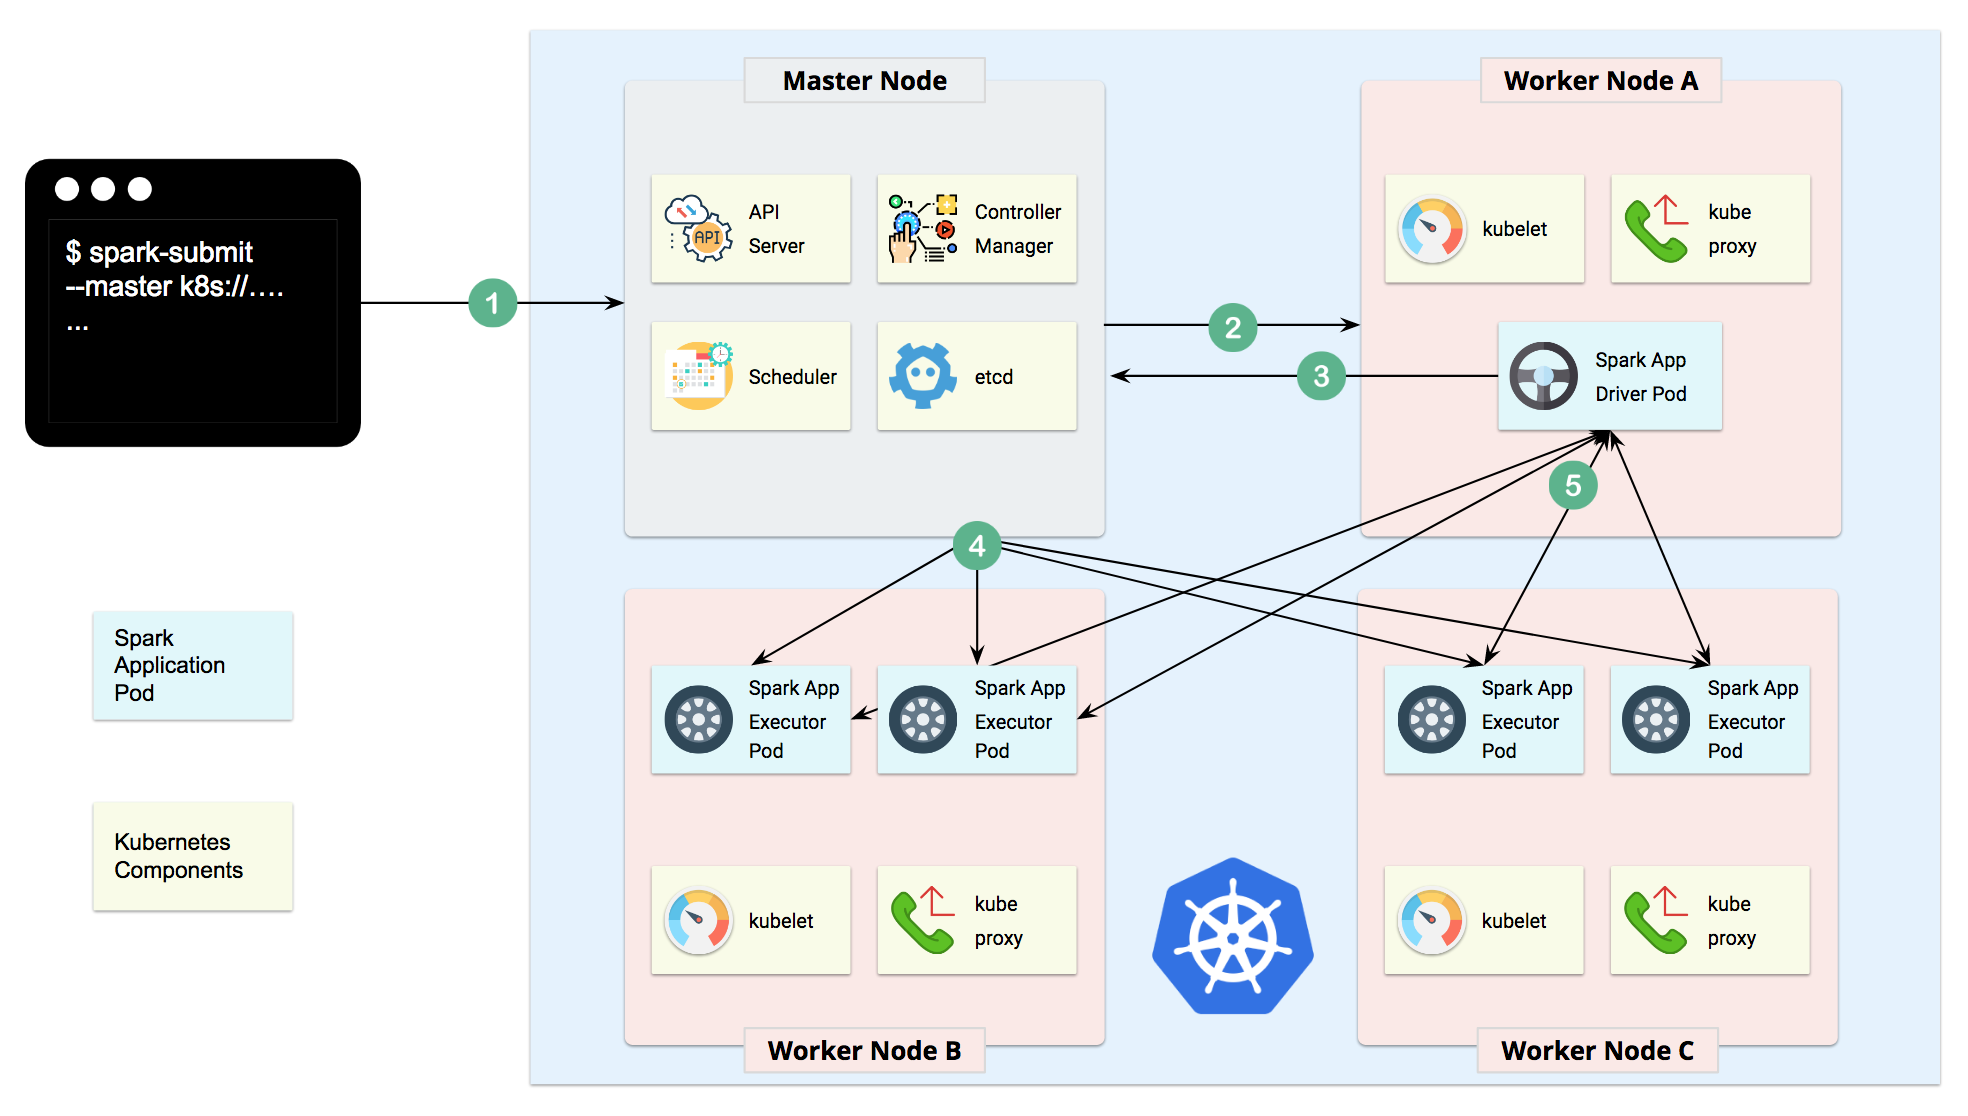 Master Node
Worker Node A
$ spark-submit
--master k8s://....
...
API
Server
Controller
Manager
kubelet
kube
proxy
1
2
3
Scheduler
etcd
Spark App
Driver Pod
5
4
Spark
Application
Pod
Spark App
Executor
Pod
Spark App
Executor
Pod
Spark App
Executor
Pod
Spark App
Executor
Pod
Kubernetes
Components
kubelet
kube
proxy
kubelet
kube
proxy
Worker Node B
Worker Node C
API